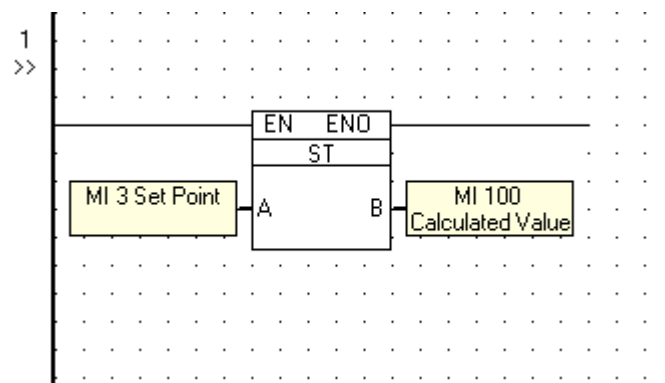 1
>>
EN ENO
ST
MI 3 Set Point
A
B
MI 100
Calculated Value